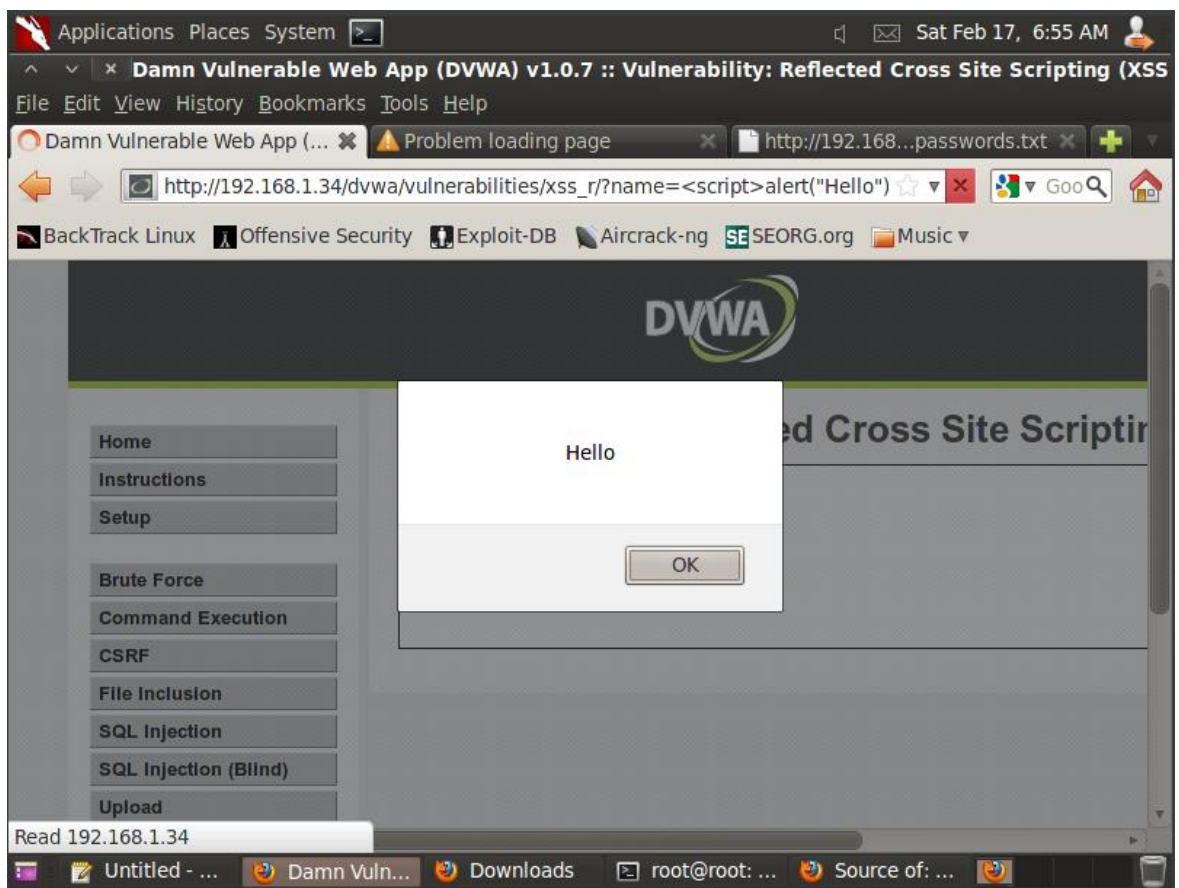 Applications Places System Sat Feb 17, 6:55 AM
Damn Vulnerable Web App (DVWA) v1.0.7 :: Vulnerability: Reflected Cross Site Scripting (XSS
File Edit View History Bookmarks Tools Help
Damn Vulnerable Web App (... Problem loading page http://192.168...passwords.txt
http://192.168.1.34/dvwa/vulnerabilities/xss_r/?name=<script>alert("Hello") Goo
BackTrack Linux Offensive Security Exploit-DB Aircrack-ng SE SEORG.org Music
DVWA
ed Cross Site Scriptin
Home
Instructions
Setup
Brute Force
Command Execution
CSRF
File Inclusion
SQL Injection
SQL Injection (Blind)
Upload
Hello
OK
Read 192.168.1.34
Untitled - ... Damn Vuln... Downloads root@root: ... Source of: ...